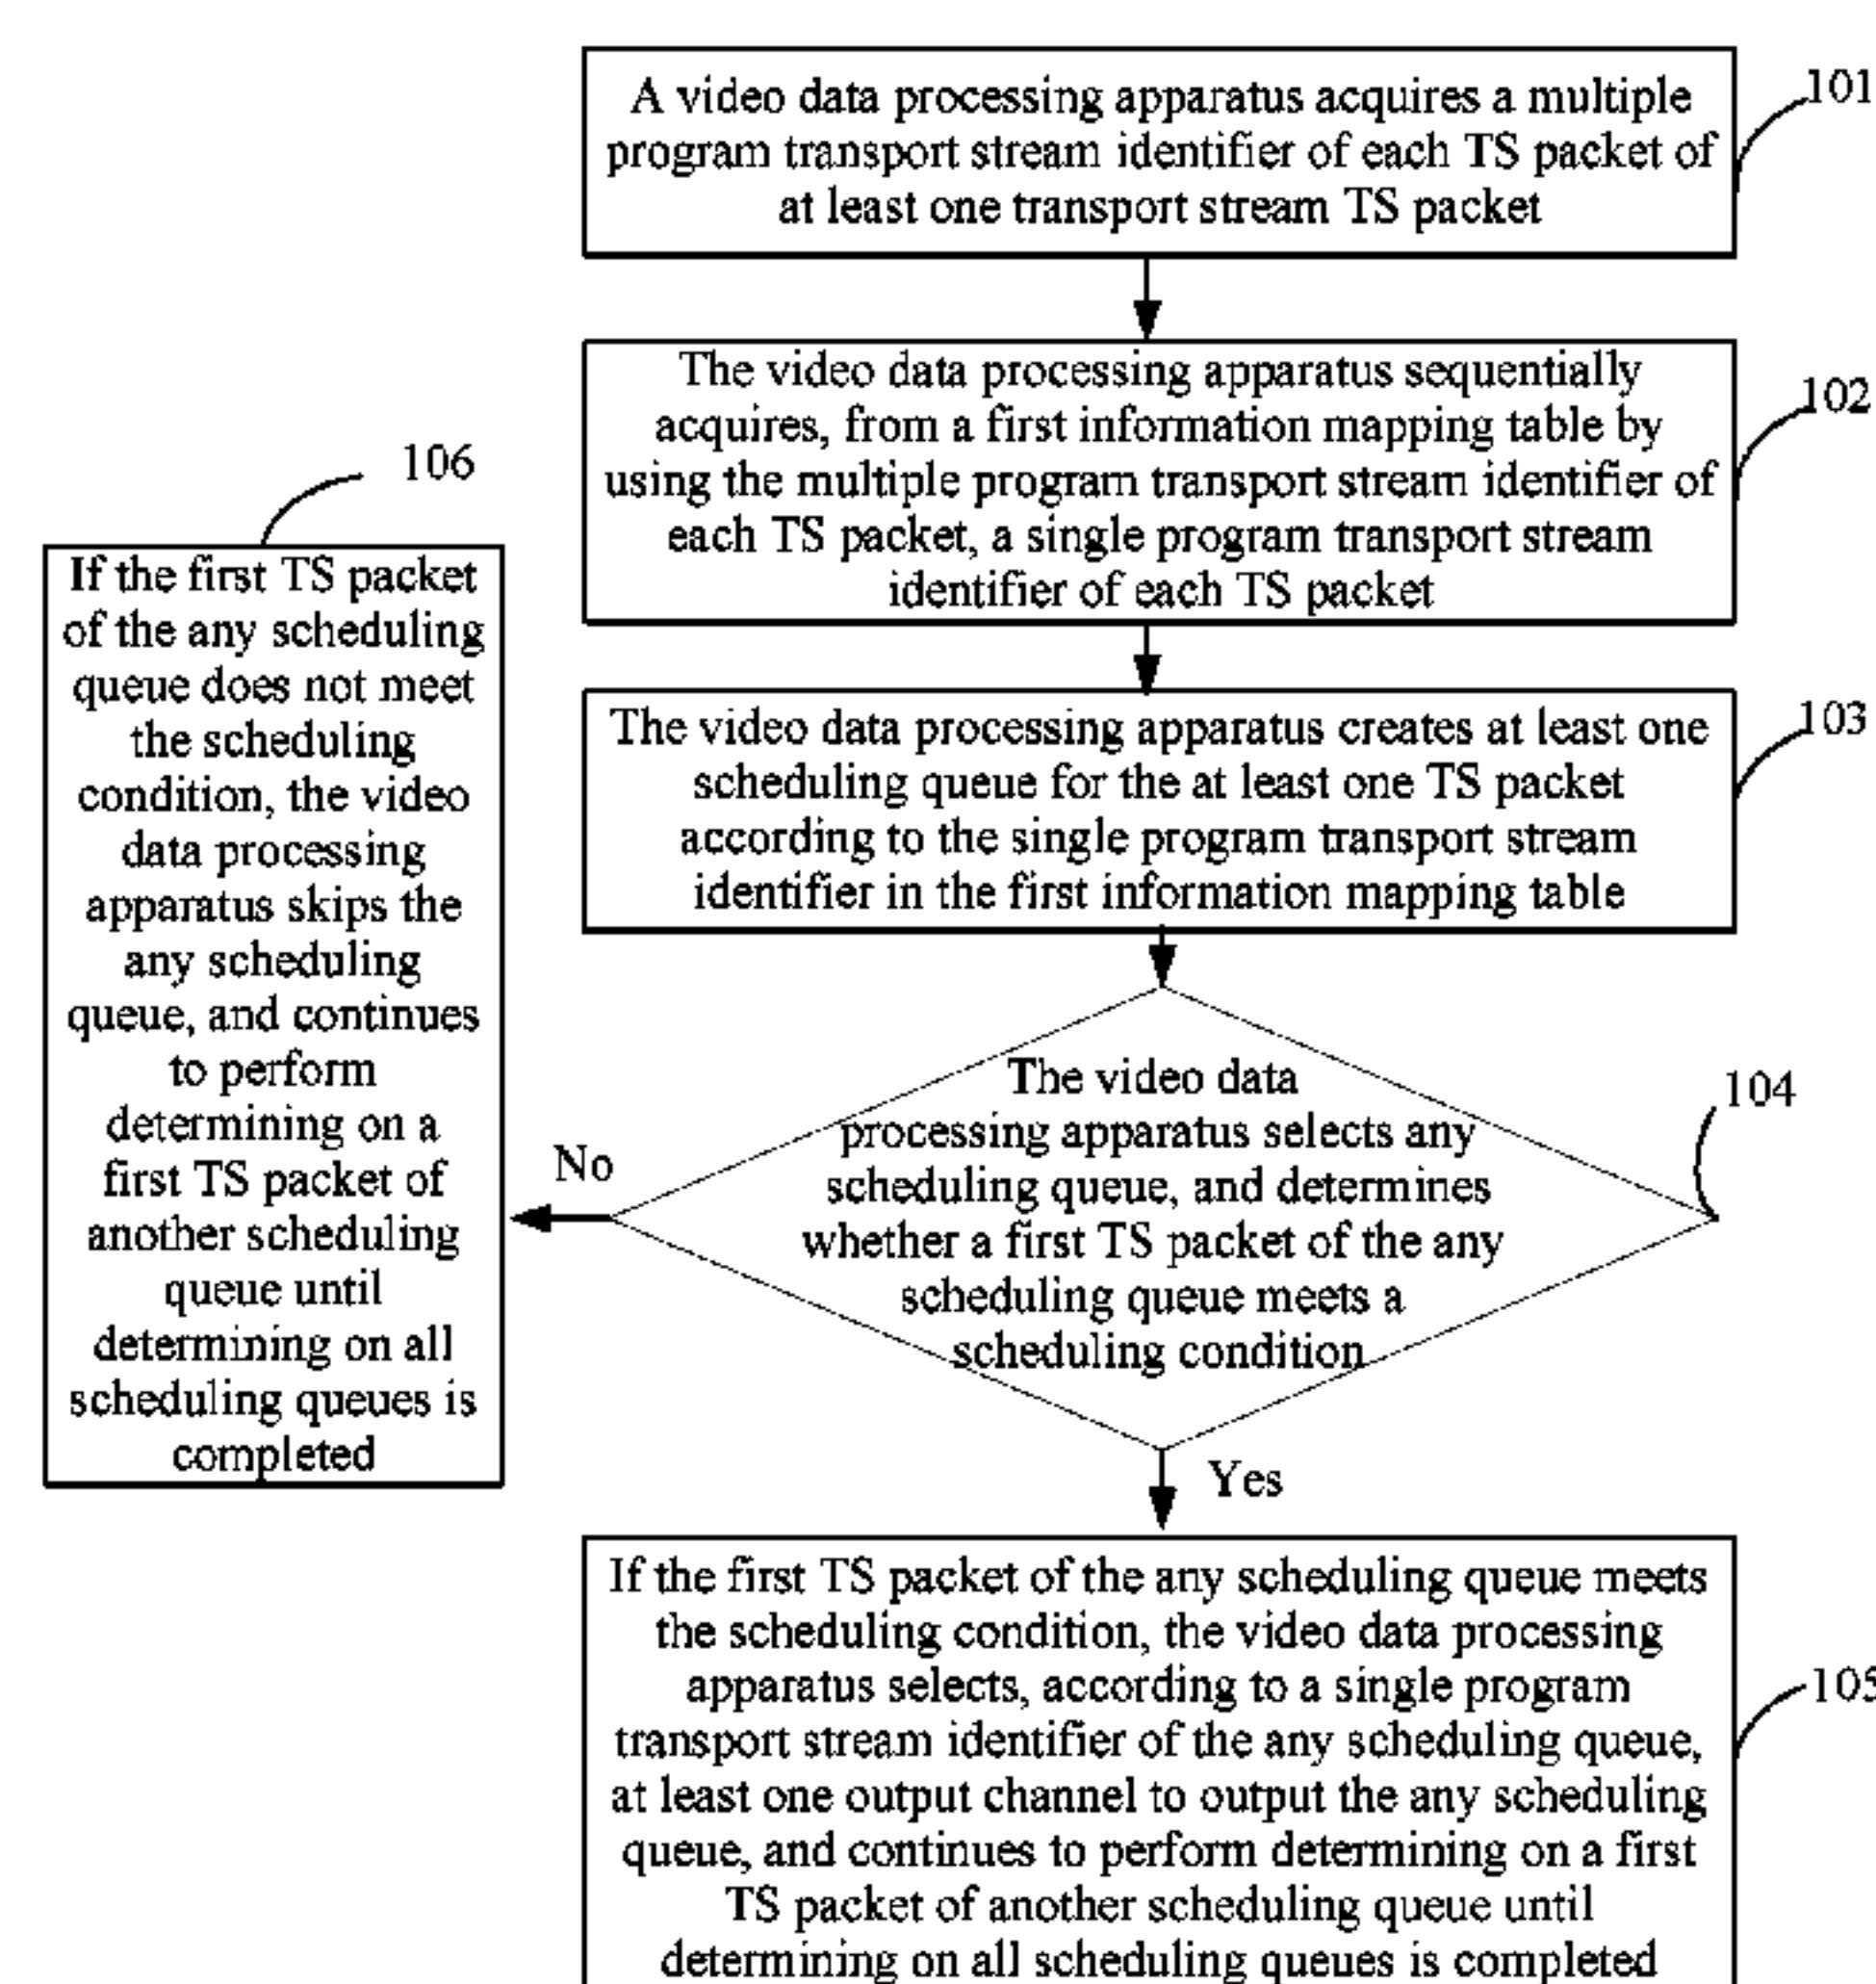 A video data processing apparatus acquires a multiple
program transport stream identifier of each TS packet of
at least one transport stream TS packet
101
The video data processing apparatus sequentially
acquires, from a first information mapping table by
using the multiple program transport stream identifier of
each TS packet, a single program transport stream
identifier of each TS packet
102
The video data processing apparatus creates at least one
scheduling queue for the at least one TS packet
according to the single program transport stream
identifier in the first information mapping table
103
The video data
processing apparatus selects any
scheduling queue, and determines
whether a first TS packet of the any
scheduling queue meets a
scheduling condition
104
No
106
If the first TS packet
of the any scheduling
queue does not meet
the scheduling
condition, the video
data processing
apparatus skips the
any scheduling
queue, and continues
to perform
determining on a
first TS packet of
another scheduling
queue until
determining on all
scheduling queues is
completed
Yes
If the first TS packet of the any scheduling queue meets
the scheduling condition, the video data processing
apparatus selects, according to a single program
transport stream identifier of the any scheduling queue,
at least one output channel to output the any scheduling
queue, and continues to perform determining on a first
TS packet of another scheduling queue until
determining on all scheduling queues is completed
105